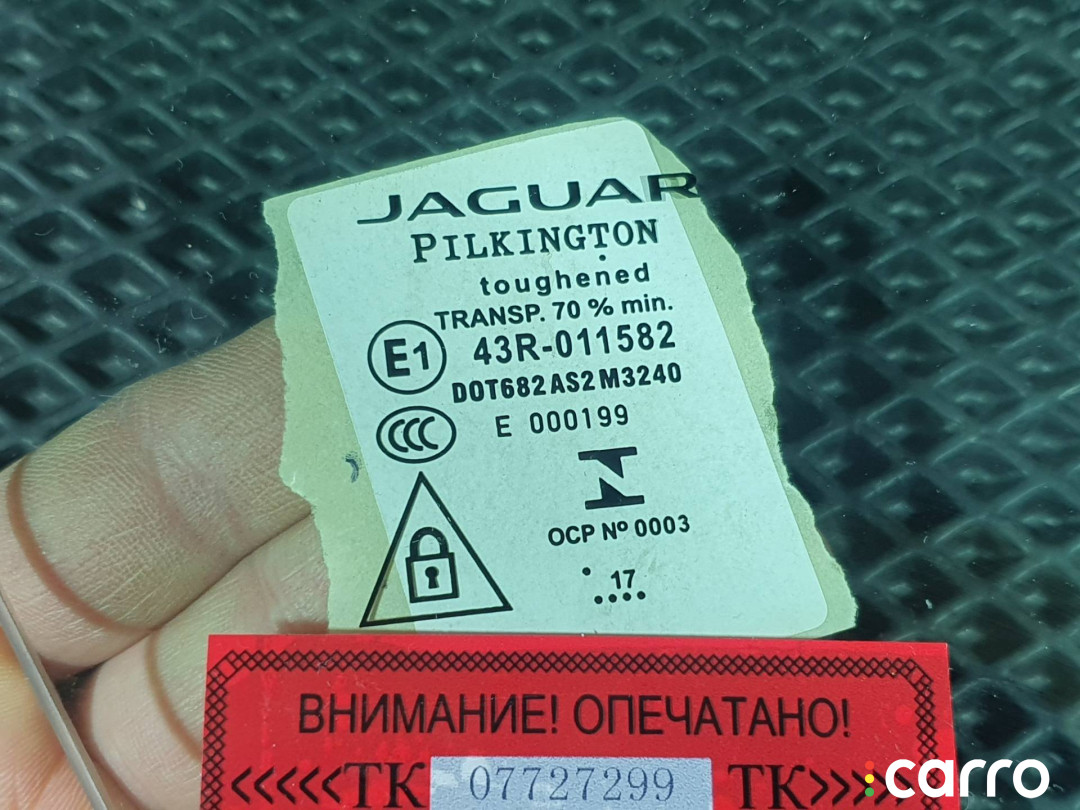 JAGUAR
PILKINGTON
toughened
TRANSP. 70 % min.
E1 43R-011582
DOT682 AS2 M3240
CCC E 000199
OCP Nº 0003
17
ВНИМАНИЕ! ОПЕЧАТАНО!
<<<<<ТК 07727299 ТК>>>
carro